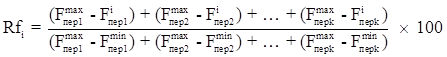 Rfᵢ = (Fᵐᵃˣпер1 - Fⁱпер1) + (Fᵐᵃˣпер2 - Fⁱпер2) + … + (Fᵐᵃˣперk - Fⁱперk)
(Fᵐᵃˣпер1 - Fᵐⁱⁿпер1) + (Fᵐᵃˣпер2 - Fᵐⁱⁿпер2) + … + (Fᵐᵃˣперk - Fᵐⁱⁿперk) × 100